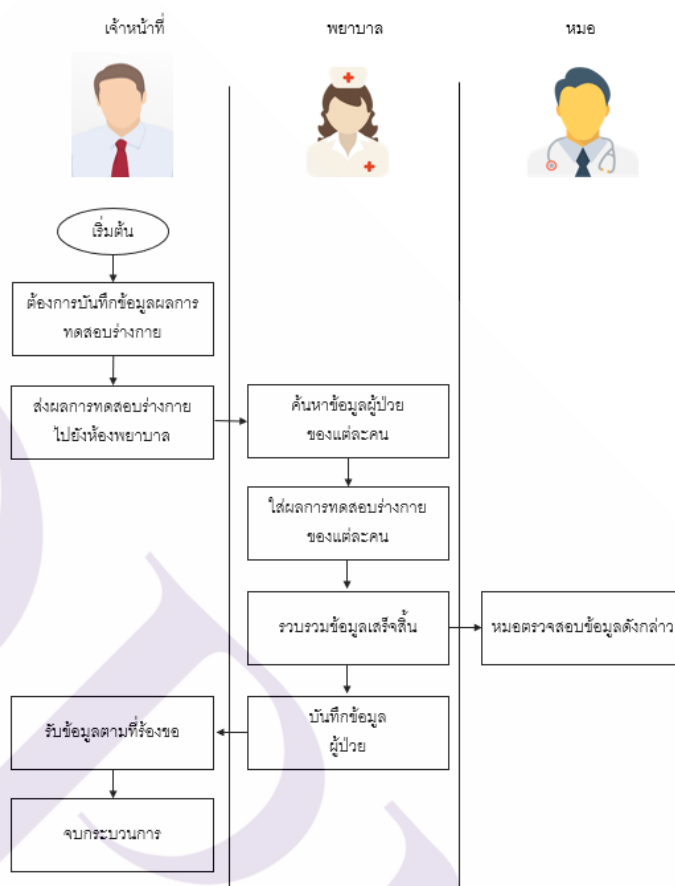 เจ้าหน้าที่
พยาบาล
หมอ
เริ่มต้น
ต้องการบันทึกข้อมูลผลการ
ทดสอบร่างกาย
ส่งผลการทดสอบร่างกาย
ไปยังห้องพยาบาล
ค้นหาข้อมูลผู้ป่วย
ของแต่ละคน
ใส่ผลการทดสอบร่างกาย
ของแต่ละคน
รวบรวมข้อมูลเสร็จสิ้น
หมอตรวจสอบข้อมูลดังกล่าว
บันทึกข้อมูล
ผู้ป่วย
รับข้อมูลตามที่ร้องขอ
จบกระบวนการ